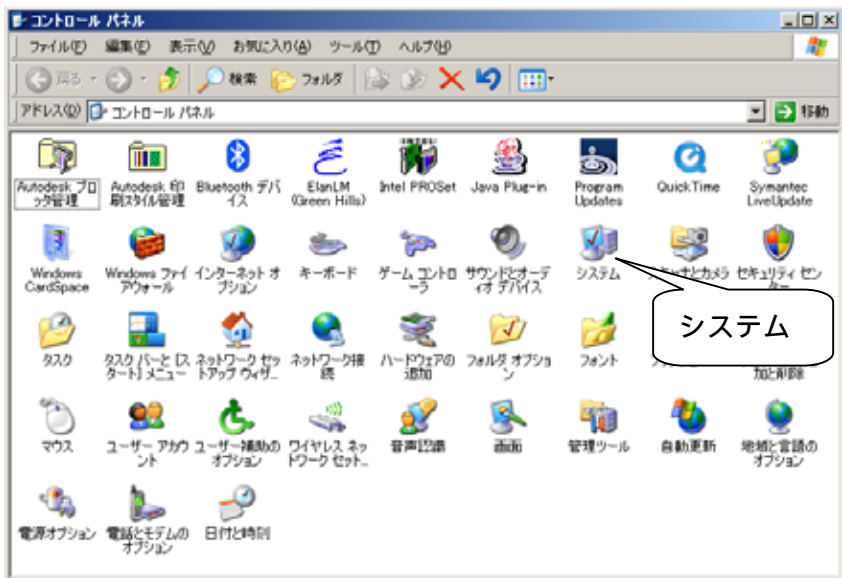 コントロール パネル
ファイル(F) 編集(E) 表示(V) お気に入り(A) ツール(T) ヘルプ(H)
戻る 検索 フォルダ
アドレス(D) コントロール パネル 移動
Autodesk プロ
ッタ管理
Autodesk 印
刷スタイル管理
Bluetooth デバ
イス
ElanLM
(Green Hills)
Intel PROSet
Java Plug-in
Program
Updates
QuickTime
Symantec
LiveUpdate
Windows
CardSpace
Windows ファイ
アウォール
インターネット オ
プション
キーボード
ゲーム コントロ
ーラ
サウンドとオーデ
ィオ デバイス
システム
セキュリティ セン
システム
タスク
タスク バーと [ス
タート] メニュー
ネットワーク セッ
トアップ ウィザ...
ネットワーク接
続
ハードウェアの
追加
フォルダ オプショ
ン
フォント
加と削除
マウス
ユーザー アカウ
ント
ユーザー補助の
オプション
ワイヤレス ネッ
トワーク セット...
音声認識
画面
管理ツール
自動更新
地域と言語の
オプション
電源オプション
電話とモデムの
オプション
日付と時刻